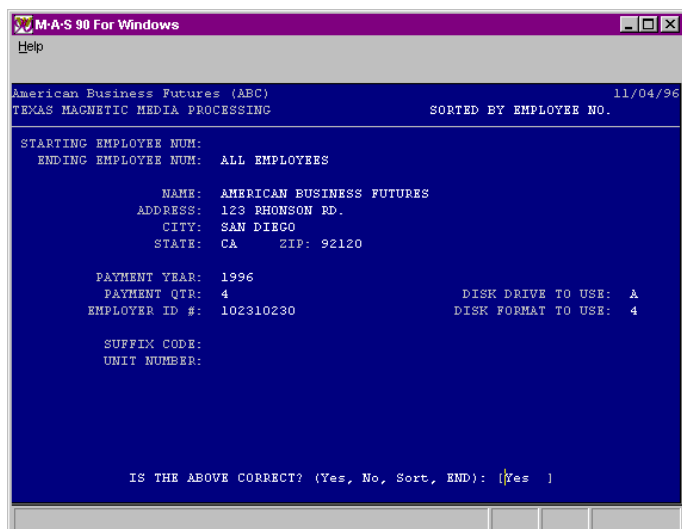 M·A·S 90 For Windows
Help
American Business Futures (ABC) 11/04/96
TEXAS MAGNETIC MEDIA PROCESSING SORTED BY EMPLOYEE NO.
STARTING EMPLOYEE NUM:
ENDING EMPLOYEE NUM: ALL EMPLOYEES
NAME: AMERICAN BUSINESS FUTURES
ADDRESS: 123 RHONSON RD.
CITY: SAN DIEGO
STATE: CA ZIP: 92120
PAYMENT YEAR: 1996
PAYMENT QTR: 4 DISK DRIVE TO USE: A
EMPLOYER ID #: 102310230 DISK FORMAT TO USE: 4
SUFFIX CODE:
UNIT NUMBER:
IS THE ABOVE CORRECT? (Yes, No, Sort, END): [Yes ]